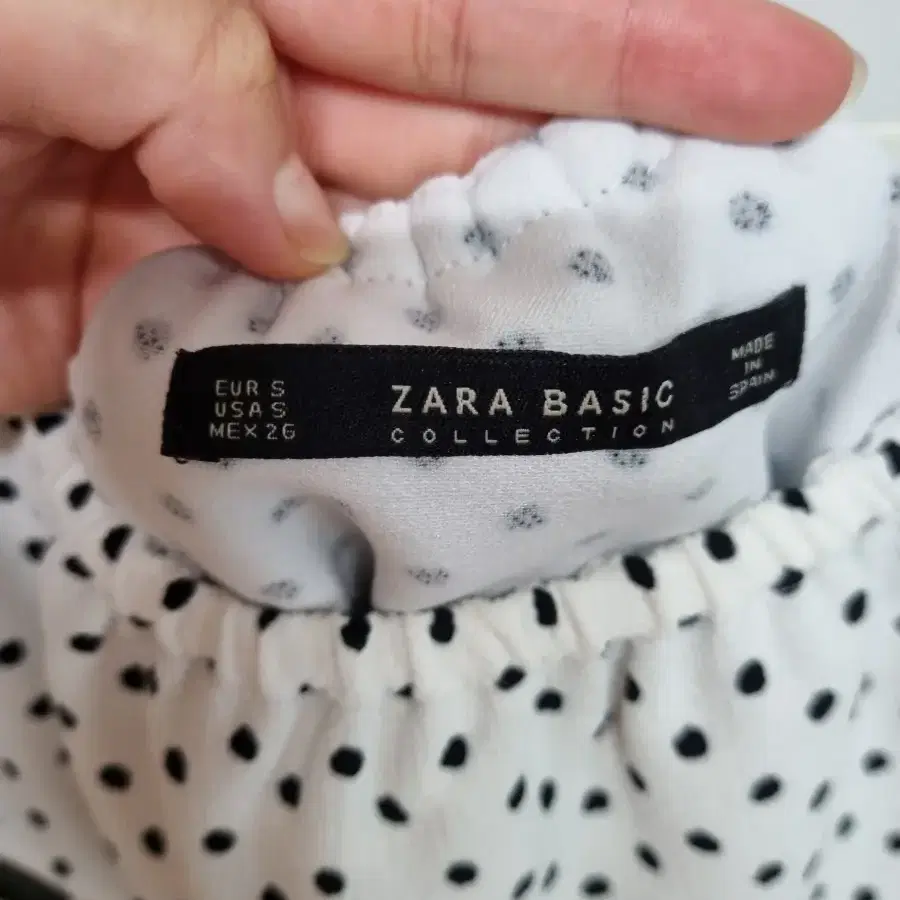 EUR S
USA S
MEX 26
ZARA BASIC
COLLECTION
MADE
IN
SPAIN